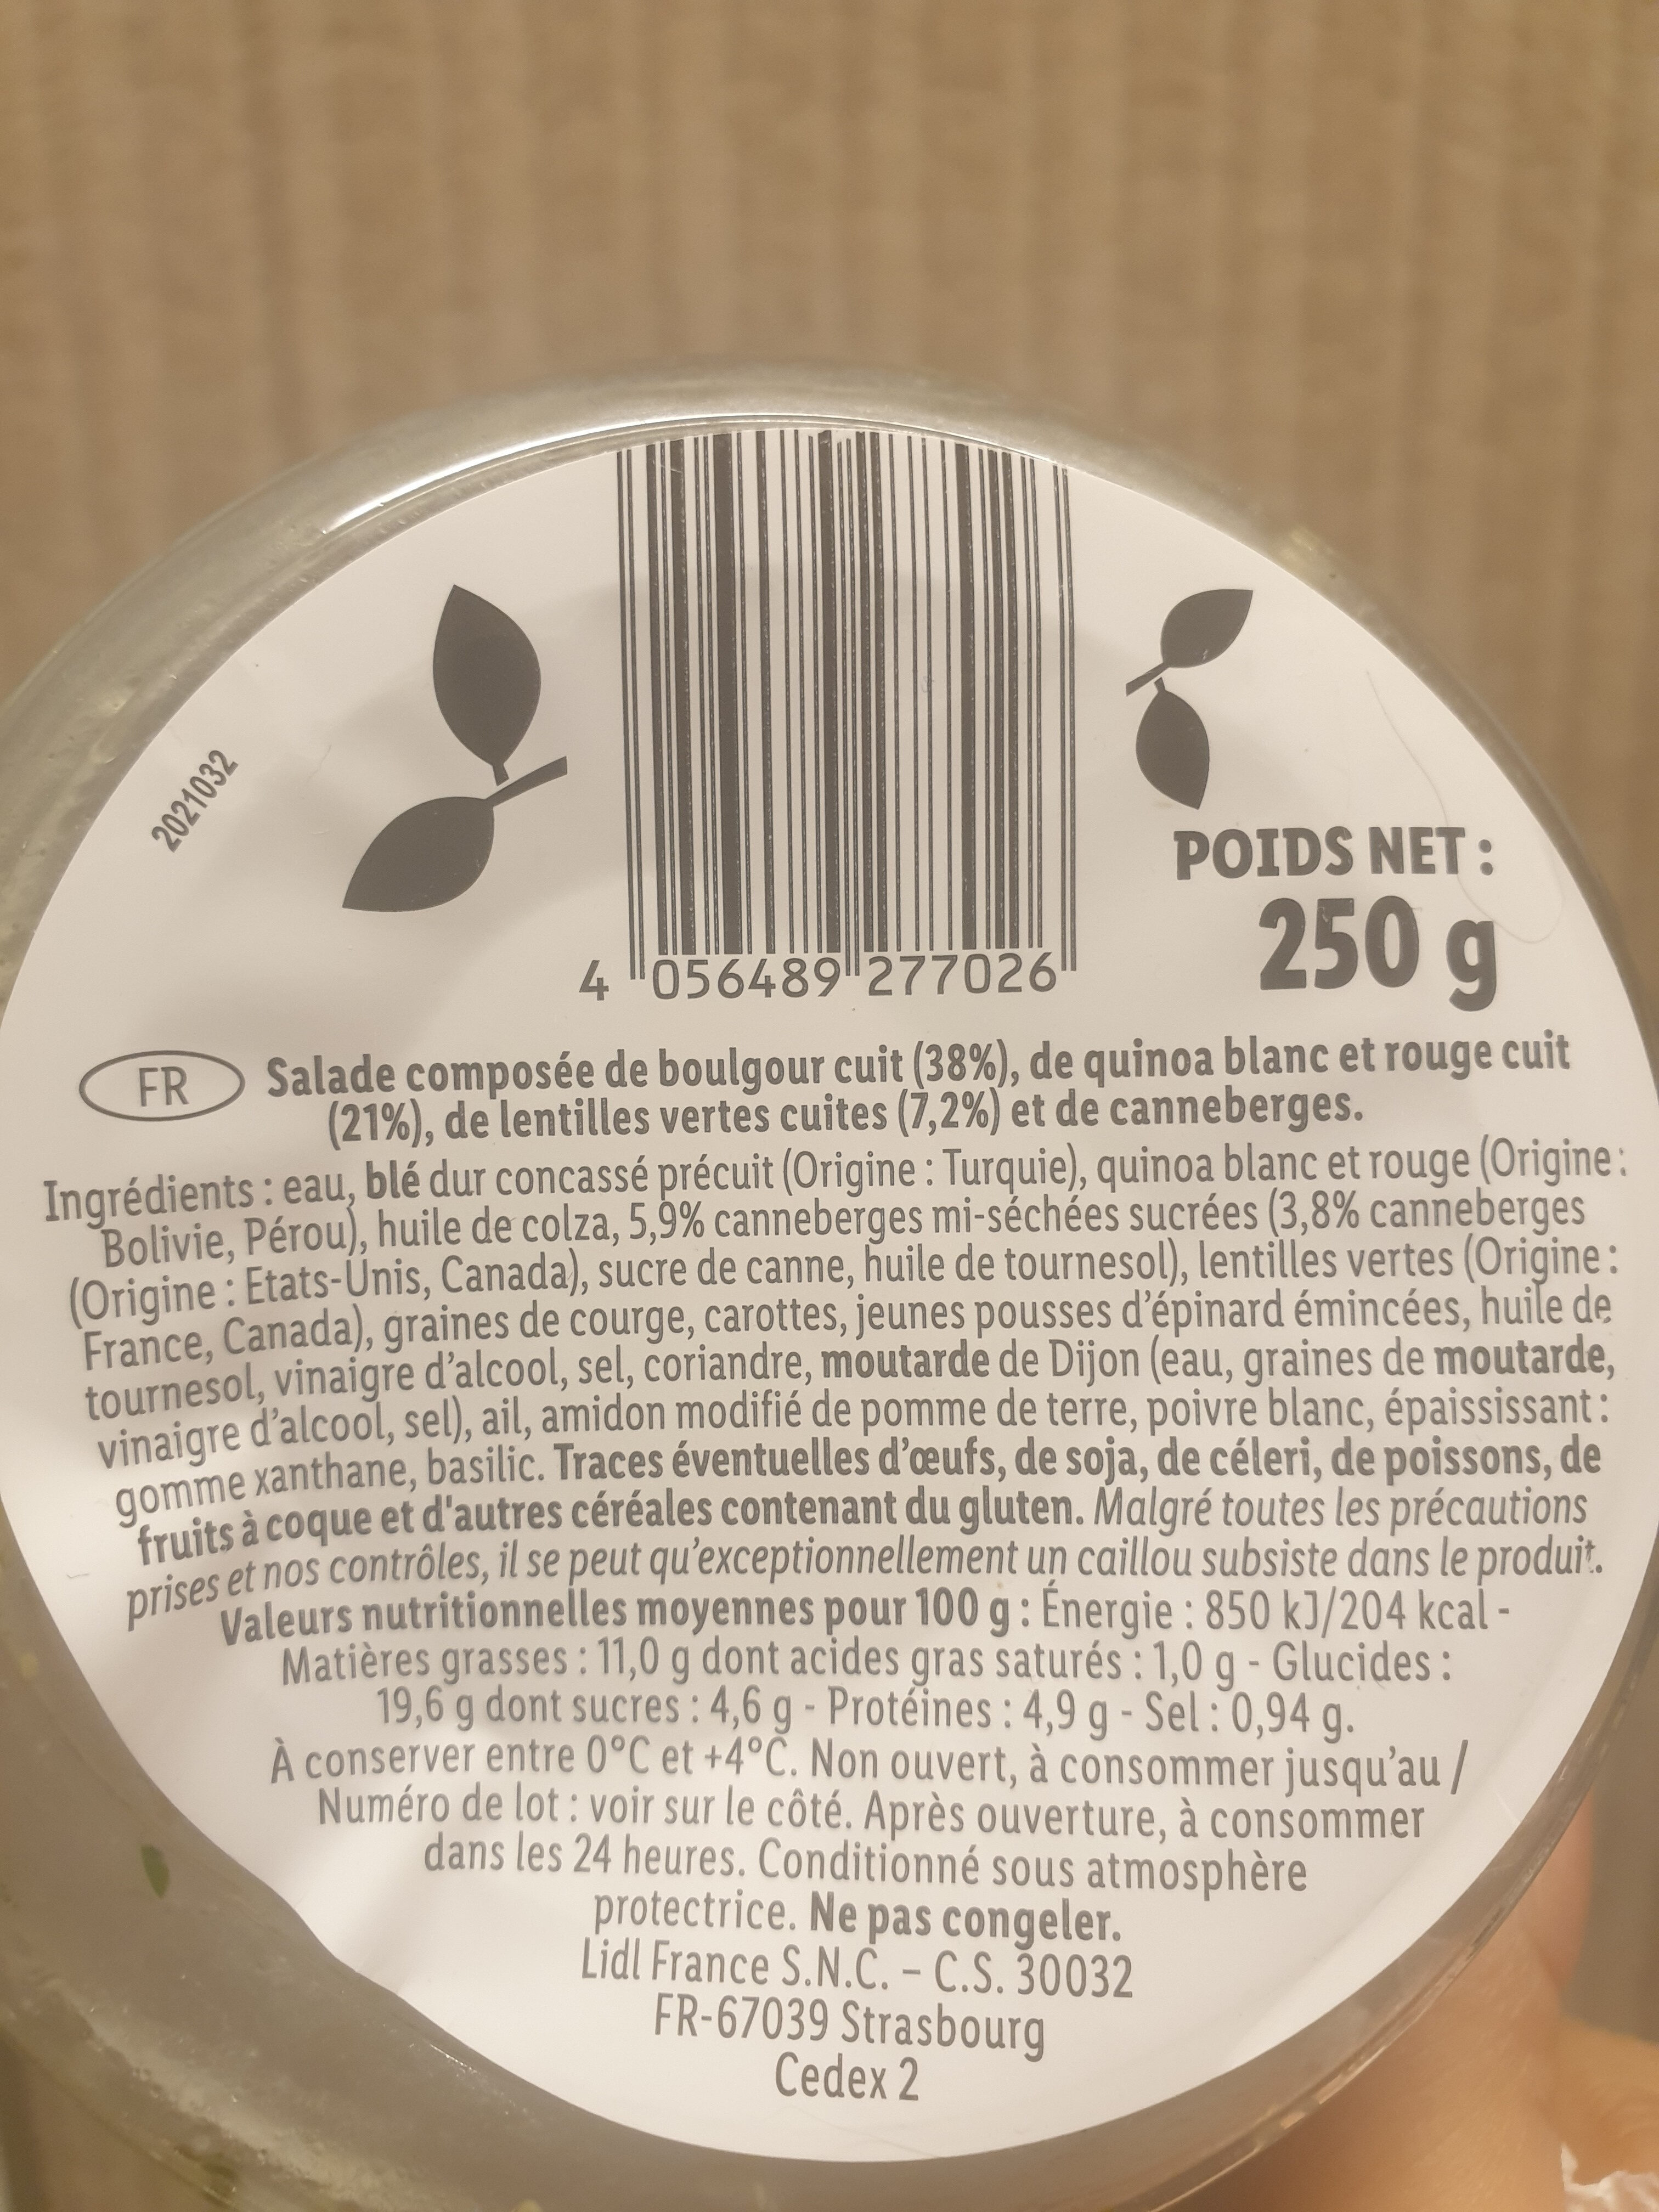 2021032
4 056489 277026
POIDS NET :
250 g
FR
Salade composée de boulgour cuit (38%), de quinoa blanc et rouge cuit
(21%), de lentilles vertes cuites (7,2%) et de canneberges.
Ingrédients : eau, blé dur concassé précuit (Origine : Turquie), quinoa blanc et rouge (Origine :
Bolivie, Pérou), huile de colza, 5,9% canneberges mi-séchées sucrées (3,8% canneberges
(Origine : Etats-Unis, Canada), sucre de canne, huile de tournesol), lentilles vertes (Origine :
France, Canada), graines de courge, carottes, jeunes pousses d'épinard émincées, huile de
tournesol, vinaigre d'alcool, sel, coriandre, moutarde de Dijon (eau, graines de moutarde,
vinaigre d'alcool, sel), ail, amidon modifié de pomme de terre, poivre blanc, épaississant :
gomme xanthane, basilic. Traces éventuelles d'œufs, de soja, de céleri, de poissons, de
fruits à coque et d'autres céréales contenant du gluten. Malgré toutes les précautions
prises et nos contrôles, il se peut qu'exceptionnellement un caillou subsiste dans le produit.
Valeurs nutritionnelles moyennes pour 100 g : Énergie : 850 kJ/204 kcal -
Matières grasses : 11,0 g dont acides gras saturés : 1,0 g - Glucides :
19,6 g dont sucres : 4,6 g - Protéines : 4,9 g - Sel : 0,94 g.
À conserver entre 0°C et +4°C. Non ouvert, à consommer jusqu'au /
Numéro de lot : voir sur le côté. Après ouverture, à consommer
dans les 24 heures. Conditionné sous atmosphère
protectrice. Ne pas congeler.
Lidl France S.N.C. – C.S. 30032
FR-67039 Strasbourg
Cedex 2